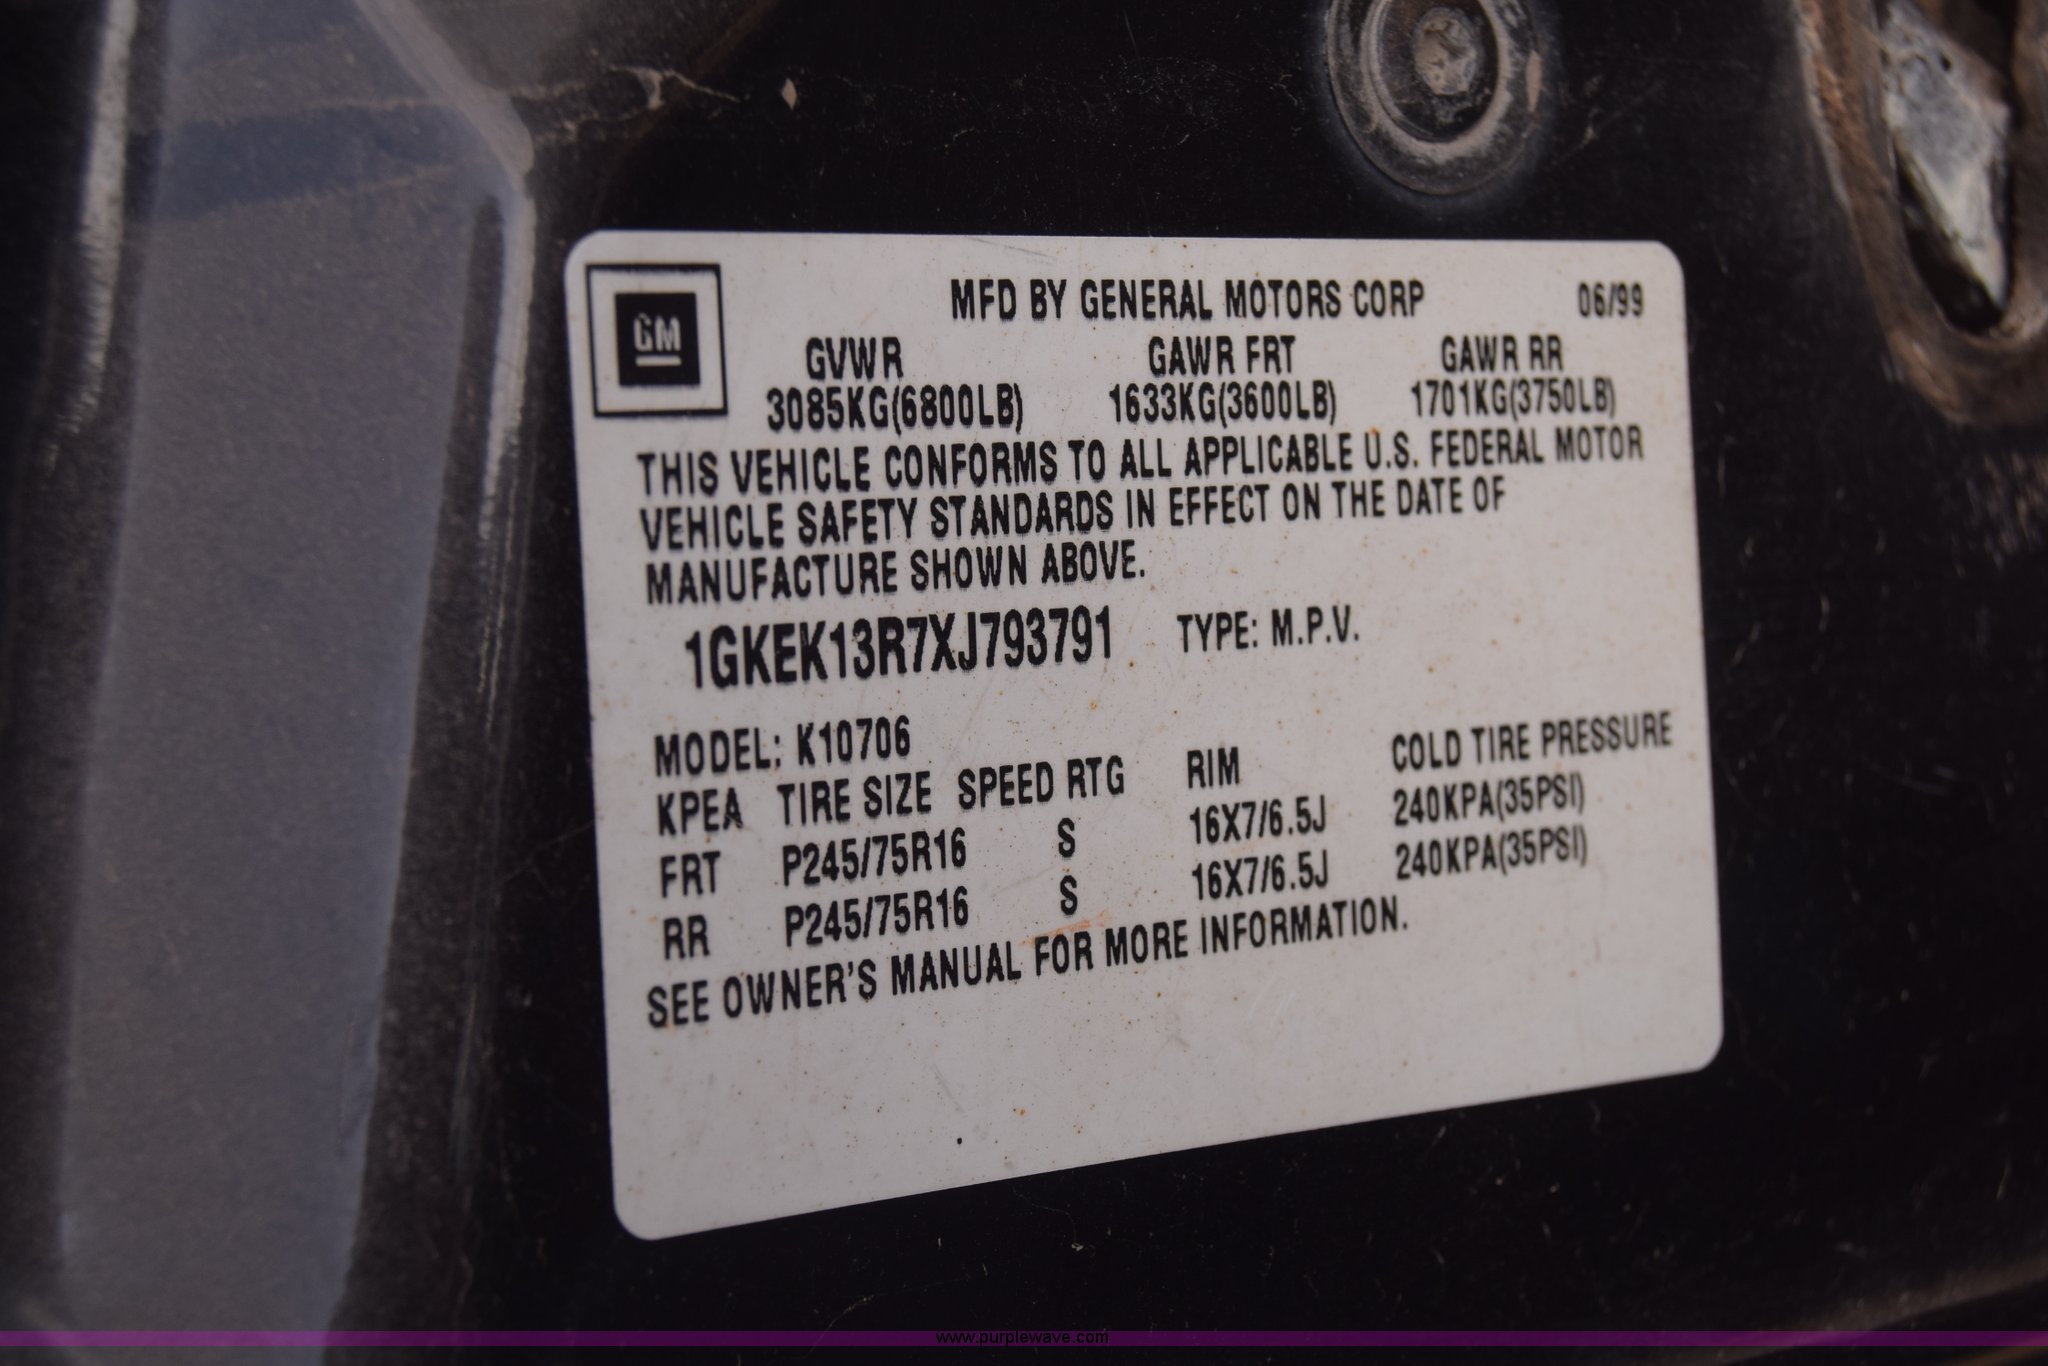 GM
MFD BY GENERAL MOTORS CORP 06/99
GVWR GAWR FRT GAWR RR
3085KG(6800LB) 1633KG(3600LB) 1701KG(3750LB)
THIS VEHICLE CONFORMS TO ALL APPLICABLE U.S. FEDERAL MOTOR
VEHICLE SAFETY STANDARDS IN EFFECT ON THE DATE OF
MANUFACTURE SHOWN ABOVE.
1GKEK13R7XJ793791 TYPE: M.P.V.
MODEL: K10706
KPEA TIRE SIZE SPEED RTG RIM COLD TIRE PRESSURE
FRT P245/75R16 S 16X7/6.5J 240KPA(35PSI)
RR P245/75R16 S 16X7/6.5J 240KPA(35PSI)
SEE OWNER'S MANUAL FOR MORE INFORMATION.
www.purplewave.com